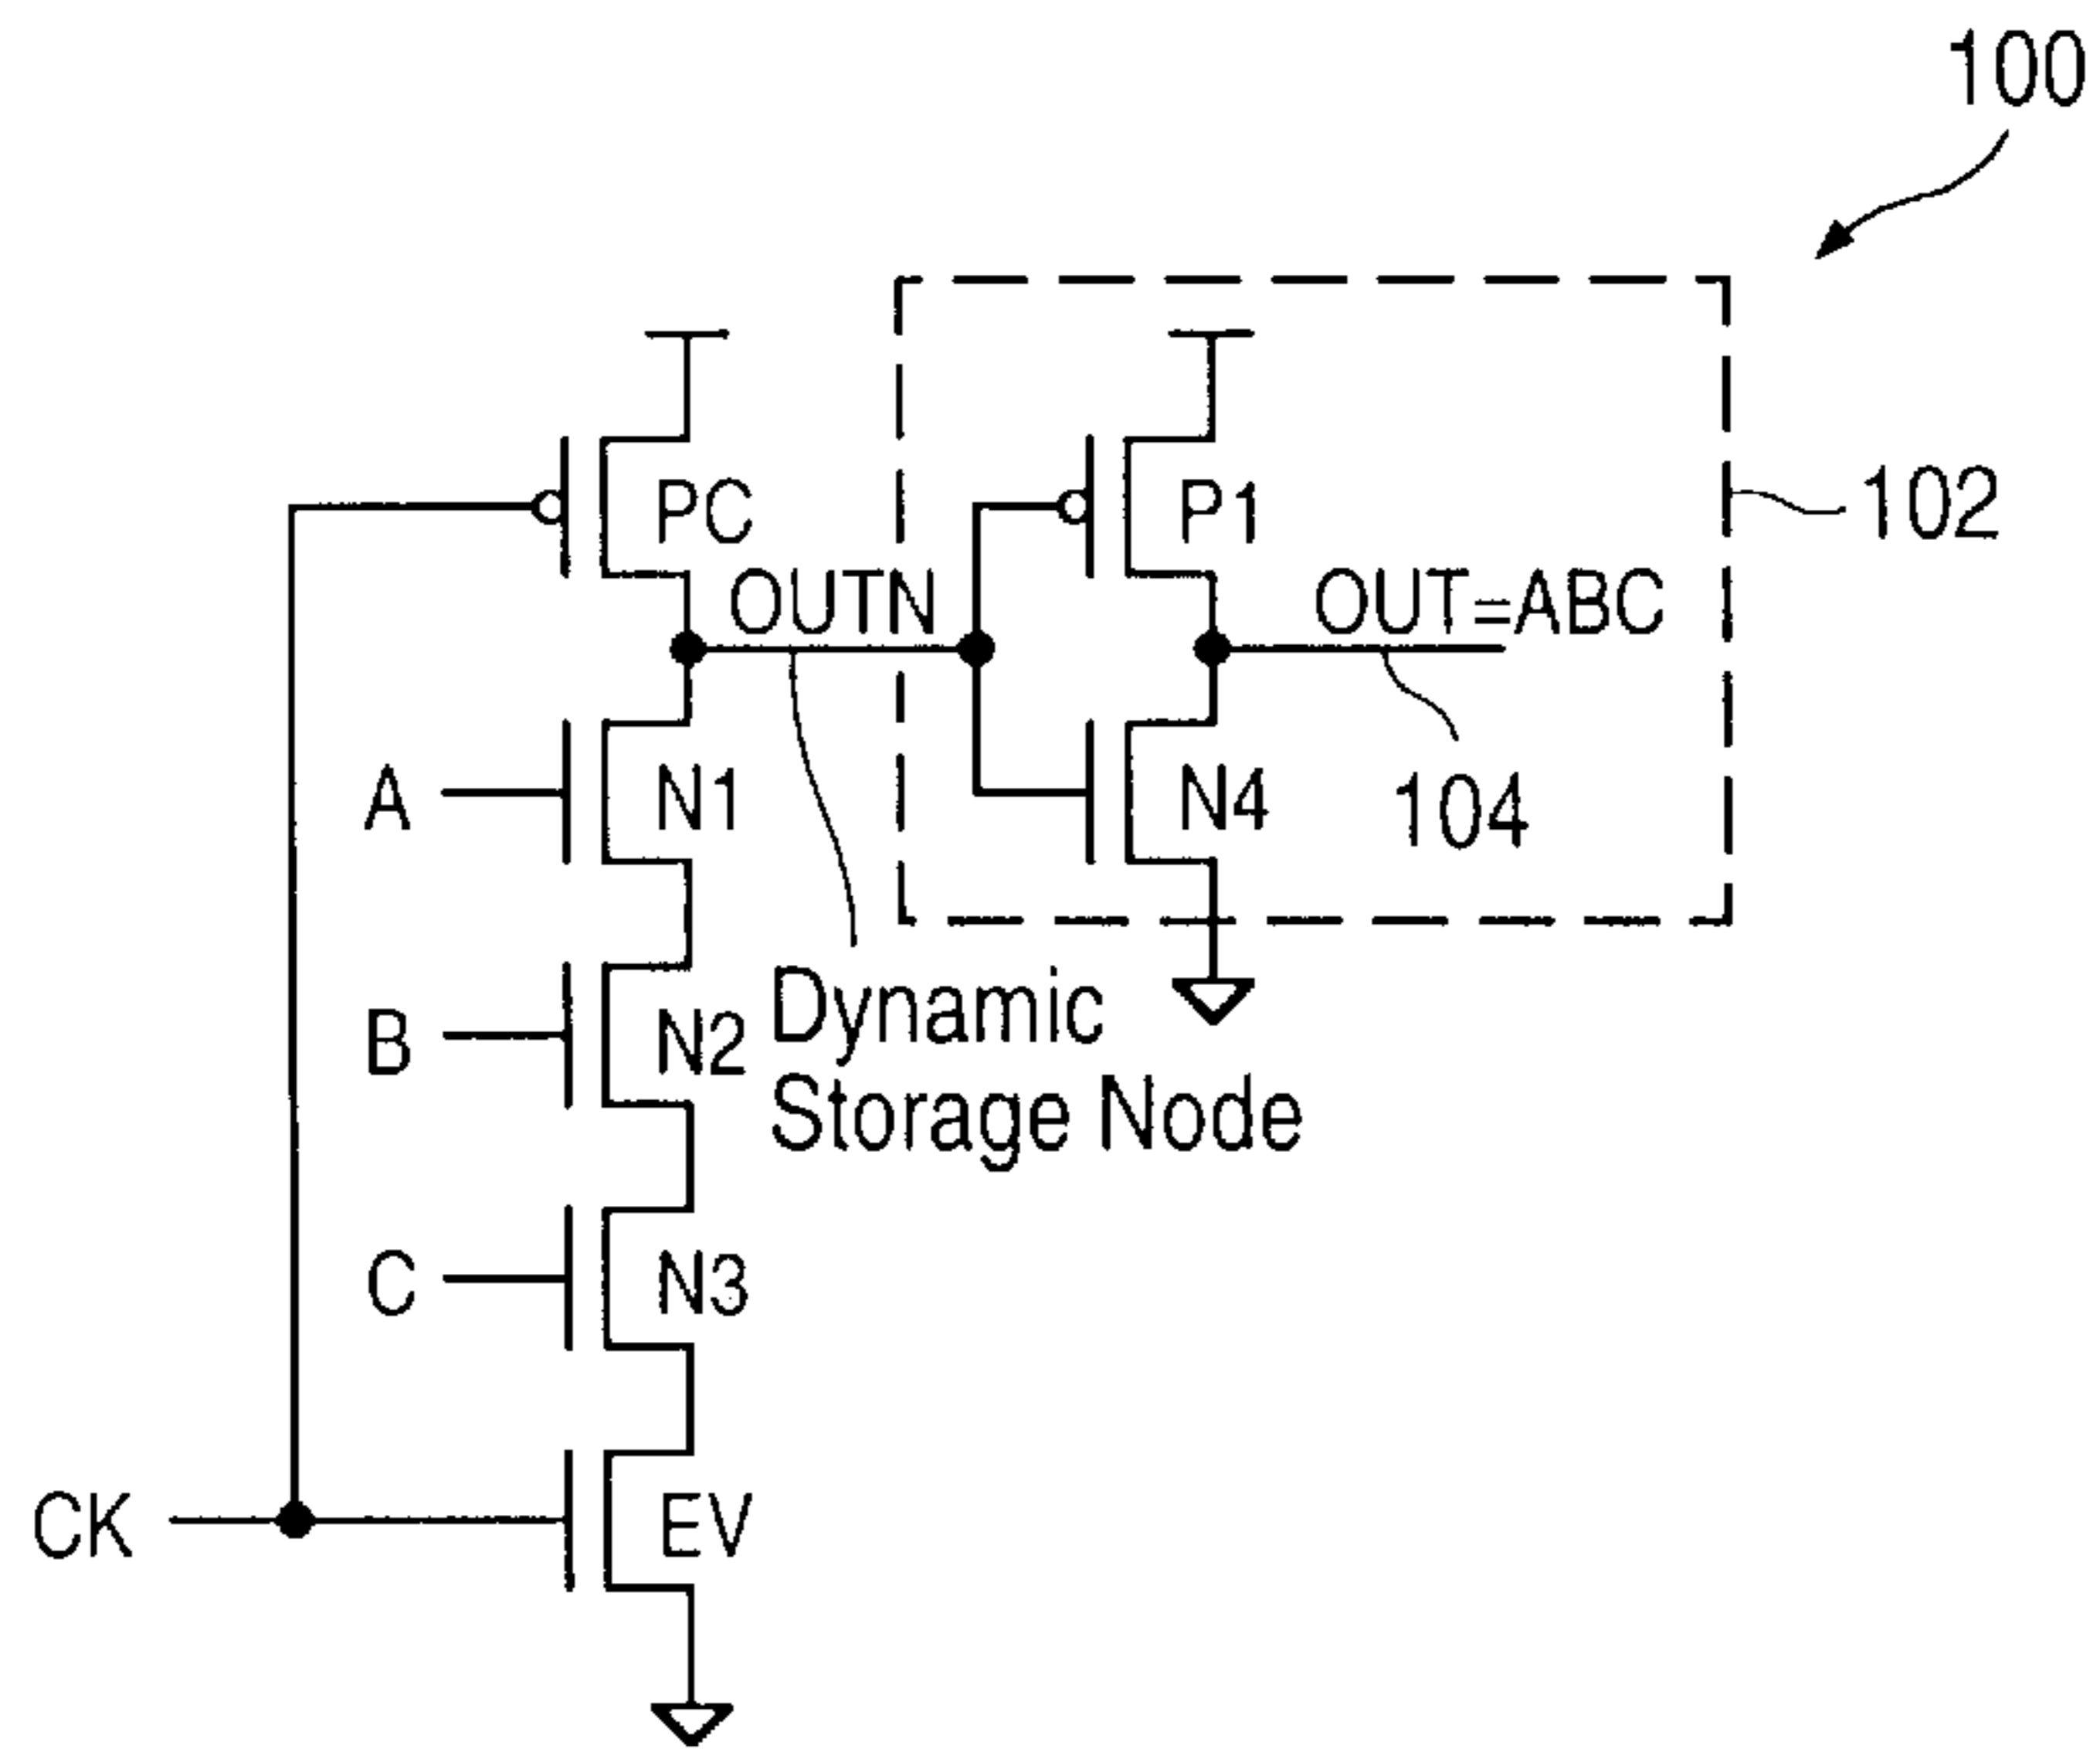 100
PC
P1
102
OUTN
OUT=ABC
A
N1
N4
104
B
N2
Dynamic
Storage Node
C
N3
CK
EV